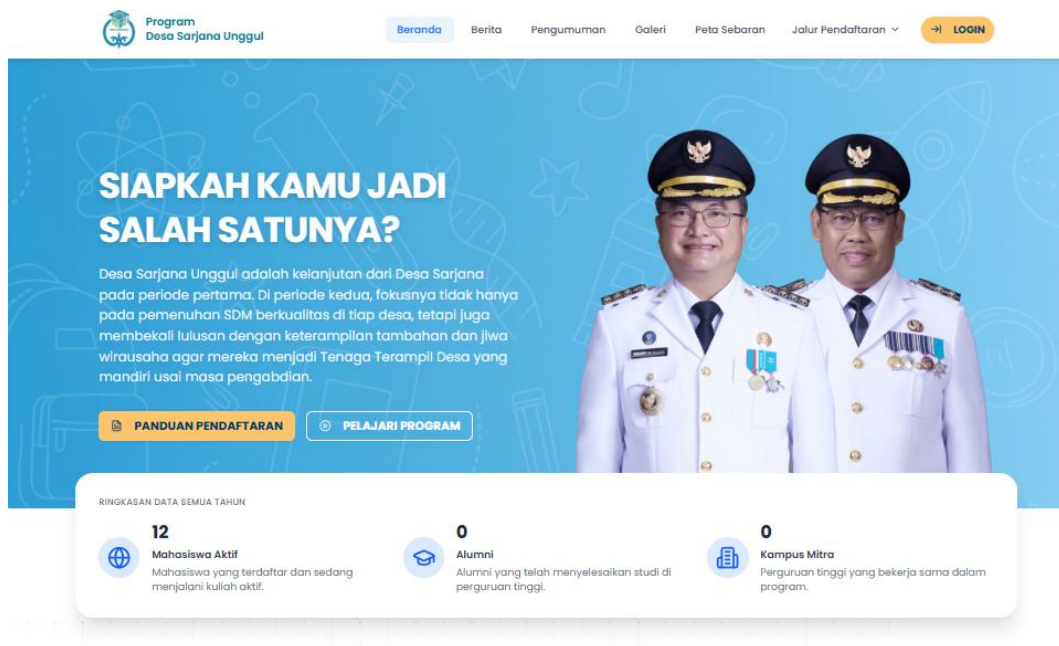 Program
Desa Sarjana Unggul
Beranda
Berita
Pengumuman
Galeri
Peta Sebaran
Jalur Pendaftaran
LOGIN
SIAPKAH KAMU JADI
SALAH SATUNYA?
Desa Sarjana Unggul adalah kelanjutan dari Desa Sarjana
pada periode pertama. Di periode kedua, fokusnya tidak hanya
pada pemenuhan SDM berkualitas di tiap desa, tetapi juga
membekali lulusan dengan keterampilan tambahan dan jiwa
wirausaha agar mereka menjadi Tenaga Terampil Desa yang
mandiri usai masa pengabdian.
PANDUAN PENDAFTARAN
PELAJARI PROGRAM
RINGKASAN DATA SEMUA TAHUN
12
Mahasiswa Aktif
Mahasiswa yang terdaftar dan sedang
menjalani kuliah aktif.
0
Alumni
Alumni yang telah menyelesaikan studi di
perguruan tinggi.
0
Kampus Mitra
Perguruan tinggi yang bekerja sama dalam
program.